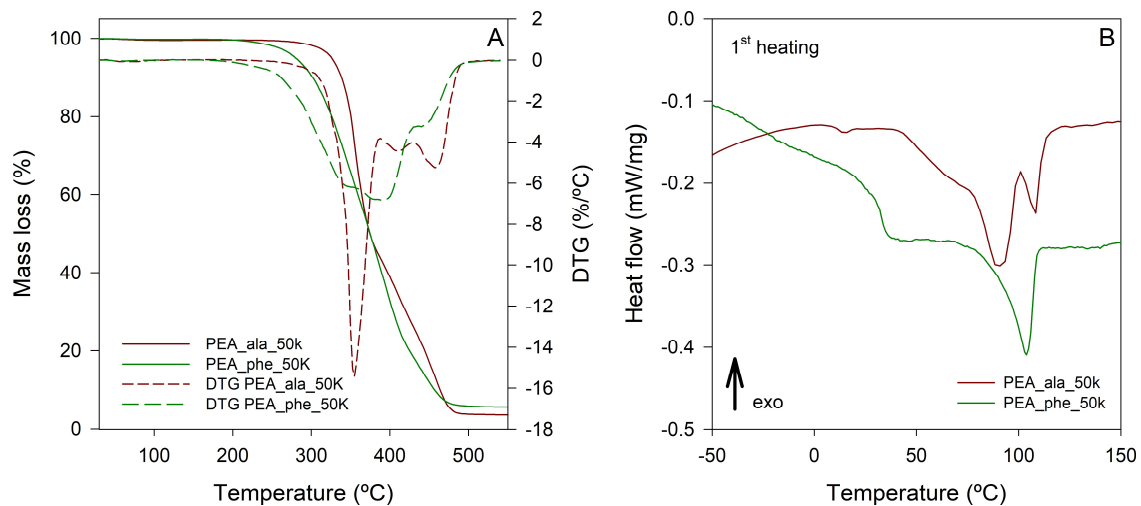 A
100
80
60
40
20
0
Mass loss (%)
2
0
-2
-4
-6
-8
-10
-12
-14
-16
-18
DTG (%/ºC)
PEA_ala_50k
PEA_phe_50K
DTG PEA_ala_50K
DTG PEA_phe_50K
100 200 300 400 500
Temperature (ºC)
B
1st heating
0.0
-0.1
-0.2
-0.3
-0.4
-0.5
Heat flow (mW/mg)
exo
PEA_ala_50k
PEA_phe_50k
-50 0 50 100 150
Temperature (ºC)